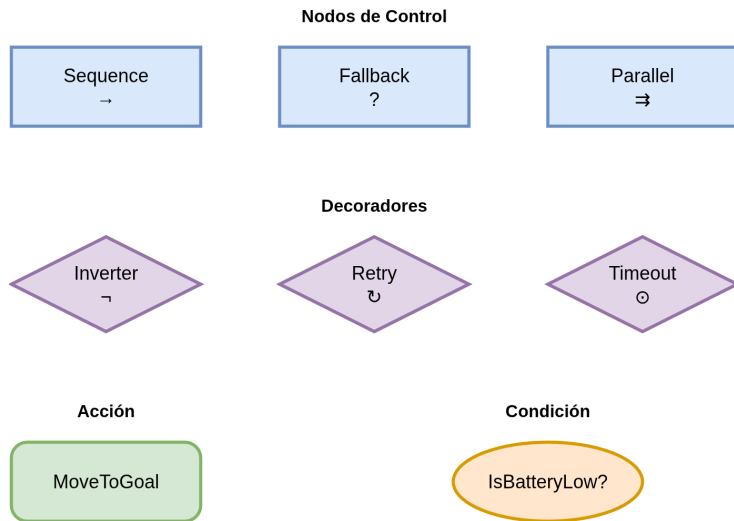 Nodos de Control
Sequence
→
Fallback
?
Parallel
⇉
Decoradores
Inverter
¬
Retry
↻
Timeout
⊙
Acción
Condición
MoveToGoal
IsBatteryLow?